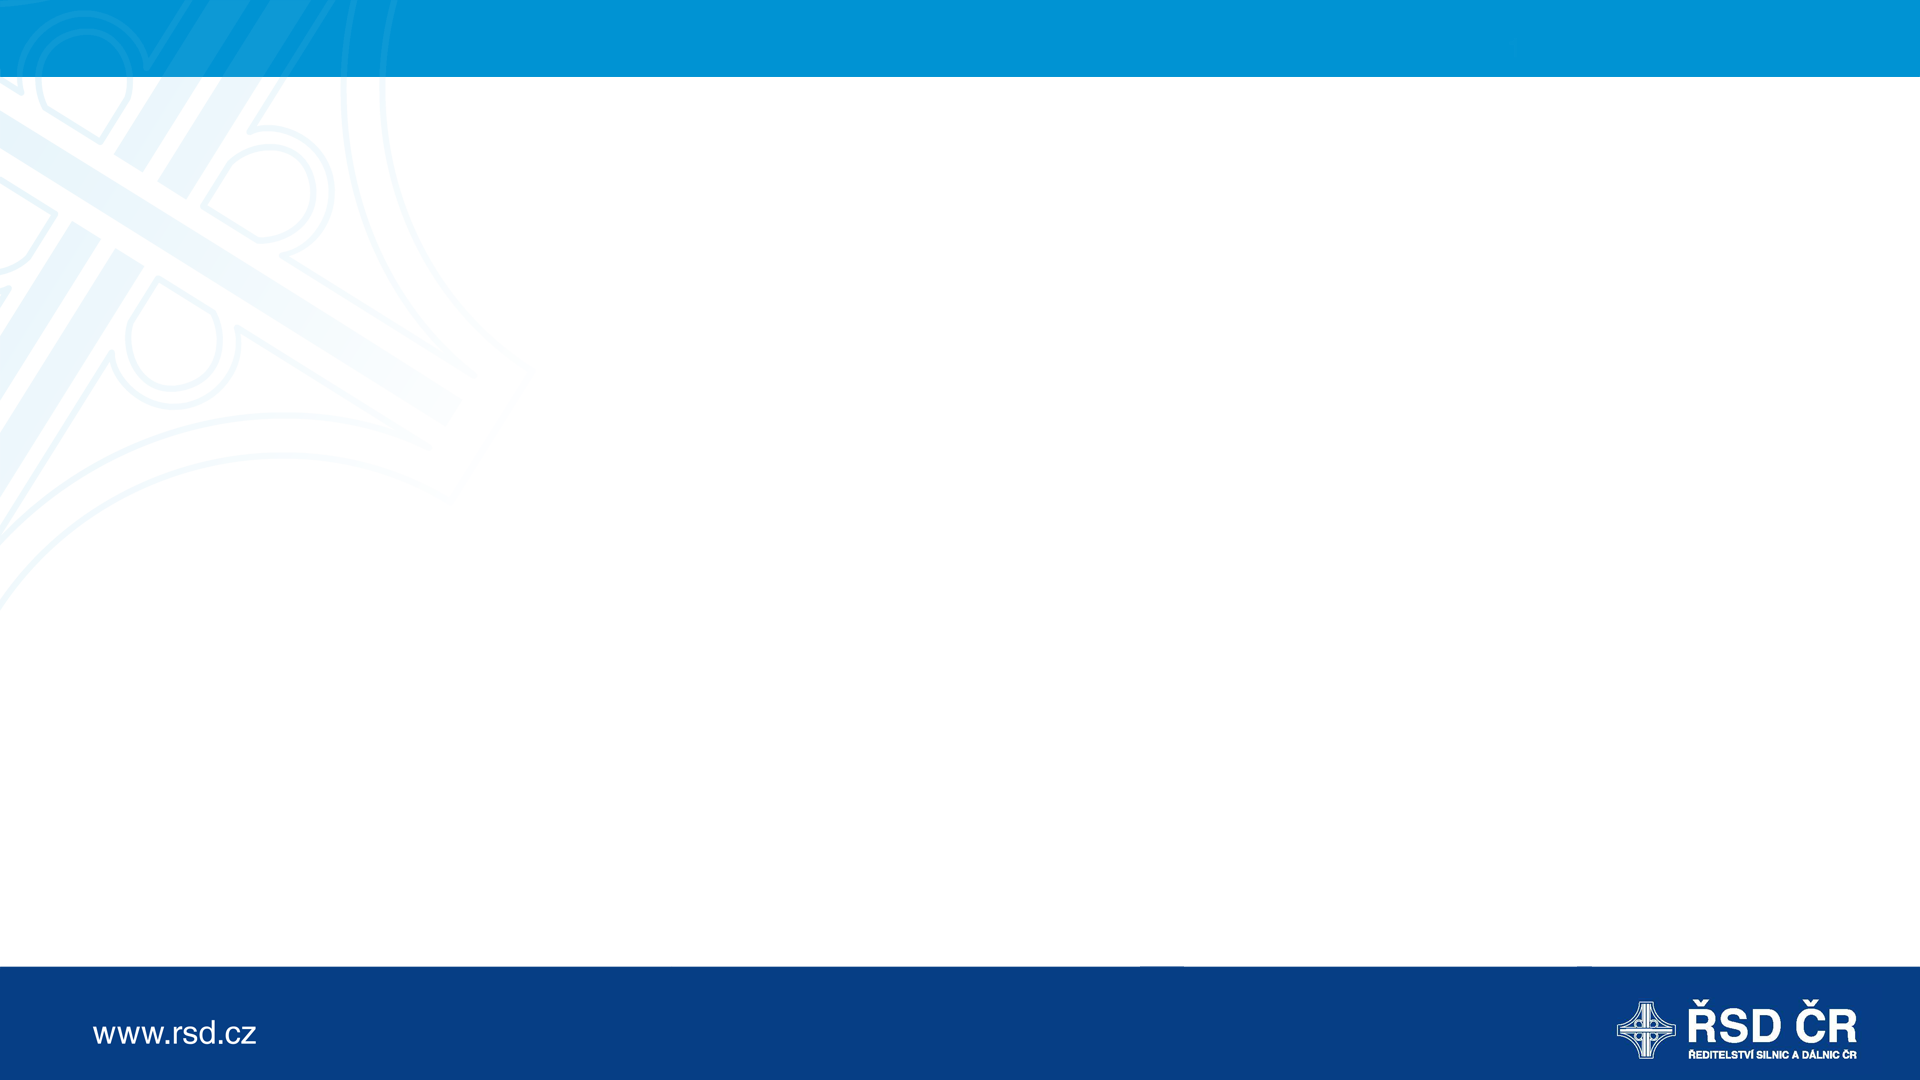 www.rsd.cz
ŘSD ČR
ŘEDITELSTVÍ SILNIC A DÁLNIC ČR